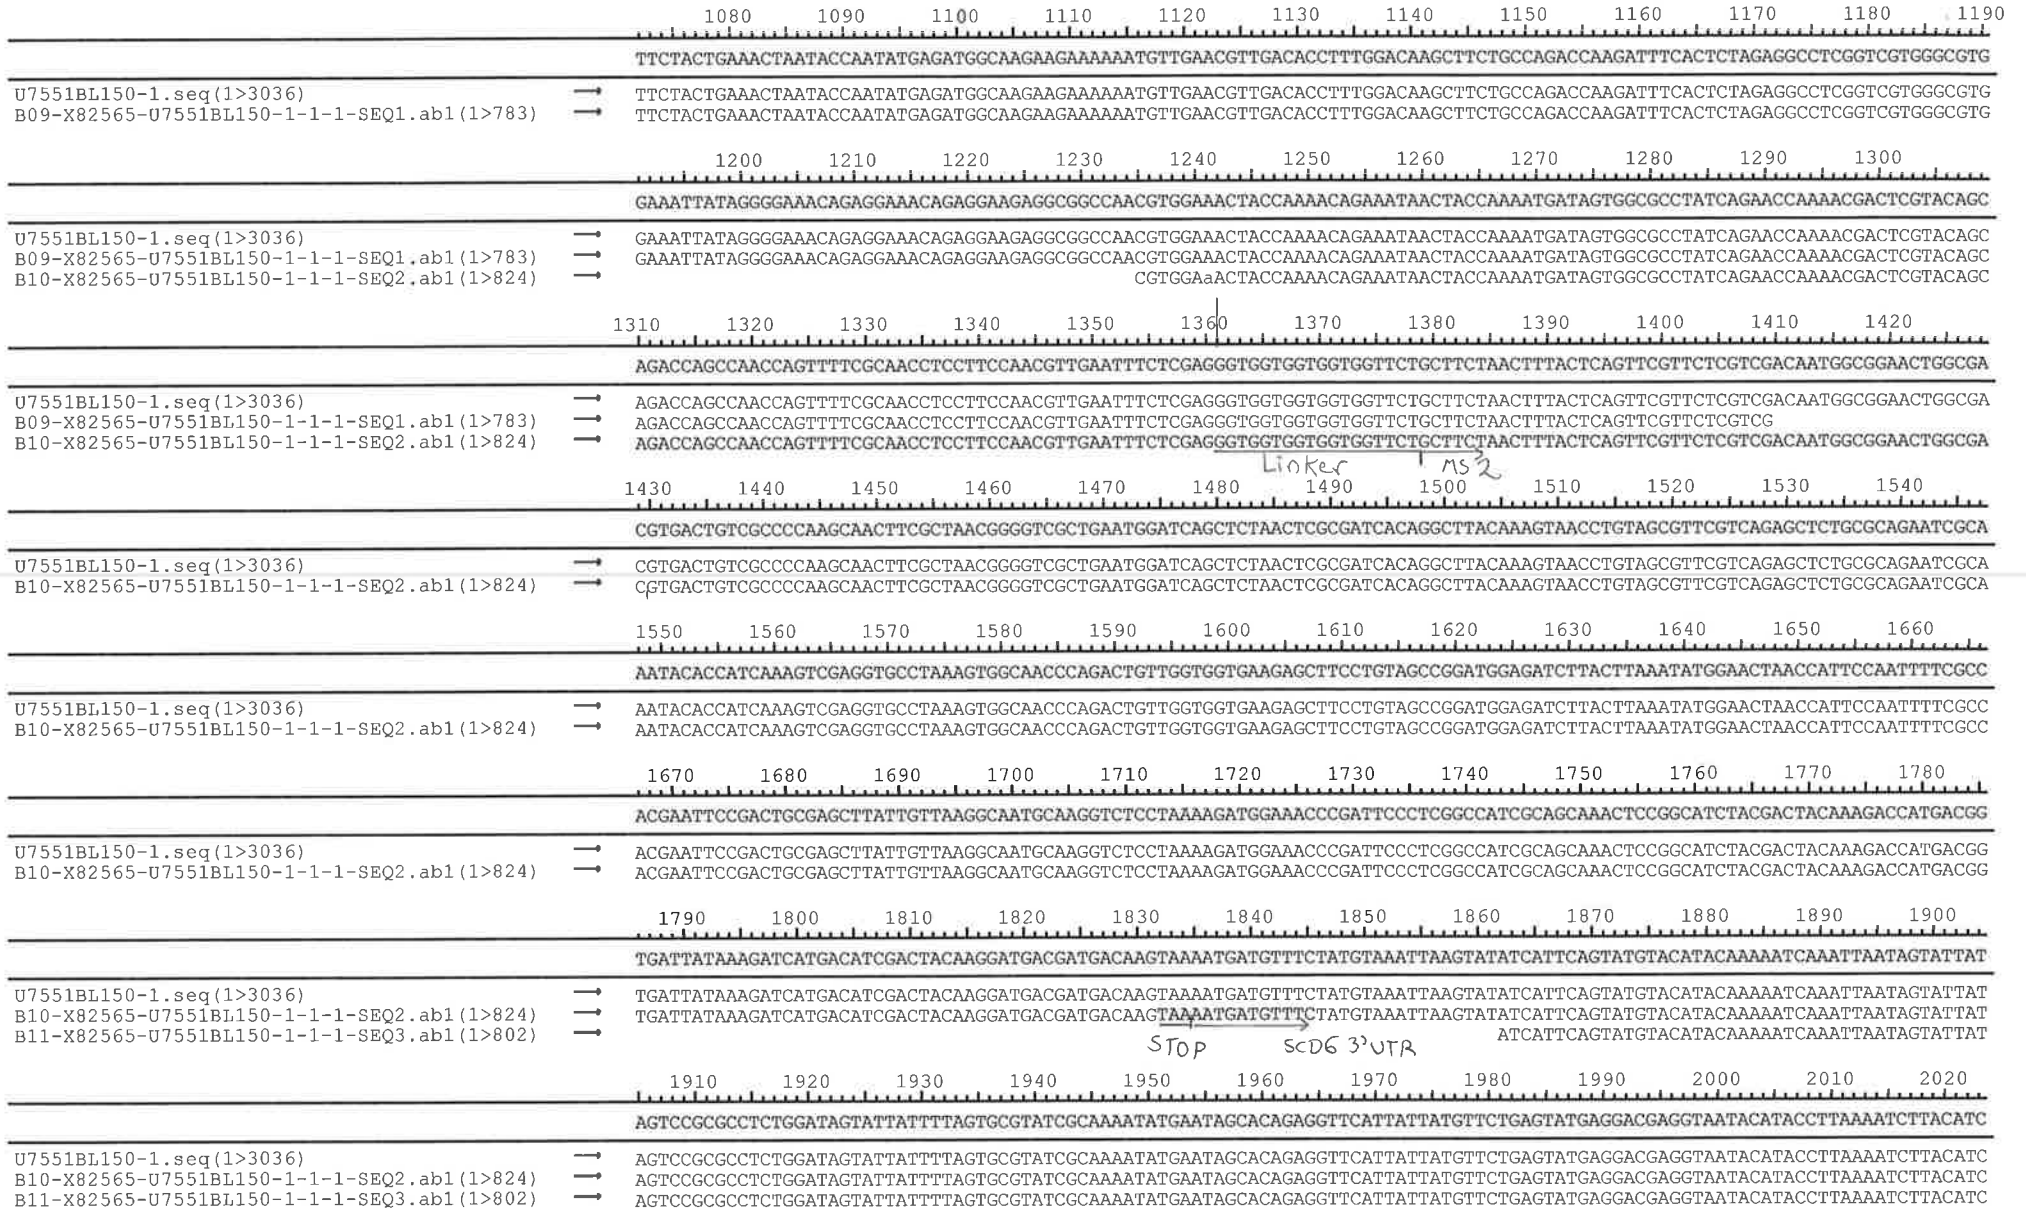 1080 1090 1100 1110 1120 1130 1140 1150 1160 1170 1180 1190
TTCTACTGAAACTAATACCAATATGAGATGGCAAGAAGAAAAAAATGTTGAACGTTGACACCTTTGGACAAGCTTCTGCCAGACCAAGATTTCACTCTAGAGGCCTCGGTCGTGGGCGTG
U7551BL150-1.seq(1>3036) → TTCTACTGAAACTAATACCAATATGAGATGGCAAGAAGAAAAAAATGTTGAACGTTGACACCTTTGGACAAGCTTCTGCCAGACCAAGATTTCACTCTAGAGGCCTCGGTCGTGGGCGTG
B09-X82565-U7551BL150-1-1-1-SEQ1.ab1(1>783) → TTCTACTGAAACTAATACCAATATGAGATGGCAAGAAGAAAAAAATGTTGAACGTTGACACCTTTGGACAAGCTTCTGCCAGACCAAGATTTCACTCTAGAGGCCTCGGTCGTGGGCGTG
1200 1210 1220 1230 1240 1250 1260 1270 1280 1290 1300
GAAATTATAGGGGAAACAGAGGAAACAGAGGAAGAGGCGGCCAACGTGGAAACTACCAAAACAGAAATAACTACCAAAATGATAGTGGCGCCTATCAGAACCAAAACGACTCGTACAGC
U7551BL150-1.seq(1>3036) → GAAATTATAGGGGAAACAGAGGAAACAGAGGAAGAGGCGGCCAACGTGGAAACTACCAAAACAGAAATAACTACCAAAATGATAGTGGCGCCTATCAGAACCAAAACGACTCGTACAGC
B09-X82565-U7551BL150-1-1-1-SEQ1.ab1(1>783) → GAAATTATAGGGGAAACAGAGGAAACAGAGGAAGAGGCGGCCAACGTGGAAACTACCAAAACAGAAATAACTACCAAAATGATAGTGGCGCCTATCAGAACCAAAACGACTCGTACAGC
B10-X82565-U7551BL150-1-1-1-SEQ2.ab1(1>824) → CGTGGAaACTACCAAAACAGAAATAACTACCAAAATGATAGTGGCGCCTATCAGAACCAAAACGACTCGTACAGC
1310 1320 1330 1340 1350 1360 1370 1380 1390 1400 1410 1420
AGACCAGCCAACCAGTTTTCGCAACCTCCTTCCAACGTTGAATTTCTCGAGGGTGGTGGTGGTGGTTCTGCTTCTAACTTTACTCAGTTCGTTCTCGTCGACAATGGCGGAACTGGCGA
U7551BL150-1.seq(1>3036) → AGACCAGCCAACCAGTTTTCGCAACCTCCTTCCAACGTTGAATTTCTCGAGGGTGGTGGTGGTGGTTCTGCTTCTAACTTTACTCAGTTCGTTCTCGTCGACAATGGCGGAACTGGCGA
B09-X82565-U7551BL150-1-1-1-SEQ1.ab1(1>783) → AGACCAGCCAACCAGTTTTCGCAACCTCCTTCCAACGTTGAATTTCTCGAGGGTGGTGGTGGTGGTTCTGCTTCTAACTTTACTCAGTTCGTTCTCGTCG
B10-X82565-U7551BL150-1-1-1-SEQ2.ab1(1>824) → AGACCAGCCAACCAGTTTTCGCAACCTCCTTCCAACGTTGAATTTCTCGAGGGTGGTGGTGGTGGTTCTGCTTCTAACTTTACTCAGTTCGTTCTCGTCGACAATGGCGGAACTGGCGA
Linker MS2
1430 1440 1450 1460 1470 1480 1490 1500 1510 1520 1530 1540
CGTGACTGTCGCCCCAAGCAACTTCGCTAACGGGGTCGCTGAATGGATCAGCTCTAACTCGCGATCACAGGCTTACAAAGTAACCTGTAGCGTTCGTCAGAGCTCTGCGCAGAATCGCA
U7551BL150-1.seq(1>3036) → CGTGACTGTCGCCCCAAGCAACTTCGCTAACGGGGTCGCTGAATGGATCAGCTCTAACTCGCGATCACAGGCTTACAAAGTAACCTGTAGCGTTCGTCAGAGCTCTGCGCAGAATCGCA
B10-X82565-U7551BL150-1-1-1-SEQ2.ab1(1>824) → CGTGACTGTCGCCCCAAGCAACTTCGCTAACGGGGTCGCTGAATGGATCAGCTCTAACTCGCGATCACAGGCTTACAAAGTAACCTGTAGCGTTCGTCAGAGCTCTGCGCAGAATCGCA
1550 1560 1570 1580 1590 1600 1610 1620 1630 1640 1650 1660
AATACACCATCAAAGTCGAGGTGCCTAAAGTGGCAACCCAGACTGTTGGTGGTGAAGAGCTTCCTGTAGCCGGATGGAGATCTTACTTAAATATGGAACTAACCATTCCAATTTTCGCC
U7551BL150-1.seq(1>3036) → AATACACCATCAAAGTCGAGGTGCCTAAAGTGGCAACCCAGACTGTTGGTGGTGAAGAGCTTCCTGTAGCCGGATGGAGATCTTACTTAAATATGGAACTAACCATTCCAATTTTCGCC
B10-X82565-U7551BL150-1-1-1-SEQ2.ab1(1>824) → AATACACCATCAAAGTCGAGGTGCCTAAAGTGGCAACCCAGACTGTTGGTGGTGAAGAGCTTCCTGTAGCCGGATGGAGATCTTACTTAAATATGGAACTAACCATTCCAATTTTCGCC
1670 1680 1690 1700 1710 1720 1730 1740 1750 1760 1770 1780
ACGAATTCCGACTGCGAGCTTATTGTTAAGGCAATGCAAGGTCTCCTAAAAGATGGAAACCCGATTCCCTCGGCCATCGCAGCAAACTCCGGCATCTACGACTACAAAGACCATGACGG
U7551BL150-1.seq(1>3036) → ACGAATTCCGACTGCGAGCTTATTGTTAAGGCAATGCAAGGTCTCCTAAAAGATGGAAACCCGATTCCCTCGGCCATCGCAGCAAACTCCGGCATCTACGACTACAAAGACCATGACGG
B10-X82565-U7551BL150-1-1-1-SEQ2.ab1(1>824) → ACGAATTCCGACTGCGAGCTTATTGTTAAGGCAATGCAAGGTCTCCTAAAAGATGGAAACCCGATTCCCTCGGCCATCGCAGCAAACTCCGGCATCTACGACTACAAAGACCATGACGG
1790 1800 1810 1820 1830 1840 1850 1860 1870 1880 1890 1900
TGATTATAAAGATCATGACATCGACTACAAGGATGACGATGACAAGTAAAATGATGTTTCTATGTAAATTAAGTATATCATTCAGTATGTACATACAAAAATCAAATTAATAGTATTAT
U7551BL150-1.seq(1>3036) → TGATTATAAAGATCATGACATCGACTACAAGGATGACGATGACAAGTAAAATGATGTTTCTATGTAAATTAAGTATATCATTCAGTATGTACATACAAAAATCAAATTAATAGTATTAT
B10-X82565-U7551BL150-1-1-1-SEQ2.ab1(1>824) → TGATTATAAAGATCATGACATCGACTACAAGGATGACGATGACAAGTAAAATGATGTTTCTATGTAAATTAAGTATATCATTCAGTATGTACATACAAAAATCAAATTAATAGTATTAT
B11-X82565-U7551BL150-1-1-1-SEQ3.ab1(1>802) → ATCATTCAGTATGTACATACAAAAATCAAATTAATAGTATTAT
STOP SCD6 3'UTR
1910 1920 1930 1940 1950 1960 1970 1980 1990 2000 2010 2020
AGTCCGCGCCTCTGGATAGTATTATTTTAGTGCGTATCGCAAAATATGAATAGCACAGAGGTTCATTATTATGTTCTGAGTATGAGGACGAGGTAATACATACCTTAAAATCTTACATC
U7551BL150-1.seq(1>3036) → AGTCCGCGCCTCTGGATAGTATTATTTTAGTGCGTATCGCAAAATATGAATAGCACAGAGGTTCATTATTATGTTCTGAGTATGAGGACGAGGTAATACATACCTTAAAATCTTACATC
B10-X82565-U7551BL150-1-1-1-SEQ2.ab1(1>824) → AGTCCGCGCCTCTGGATAGTATTATTTTAGTGCGTATCGCAAAATATGAATAGCACAGAGGTTCATTATTATGTTCTGAGTATGAGGACGAGGTAATACATACCTTAAAATCTTACATC
B11-X82565-U7551BL150-1-1-1-SEQ3.ab1(1>802) → AGTCCGCGCCTCTGGATAGTATTATTTTAGTGCGTATCGCAAAATATGAATAGCACAGAGGTTCATTATTATGTTCTGAGTATGAGGACGAGGTAATACATACCTTAAAATCTTACATC